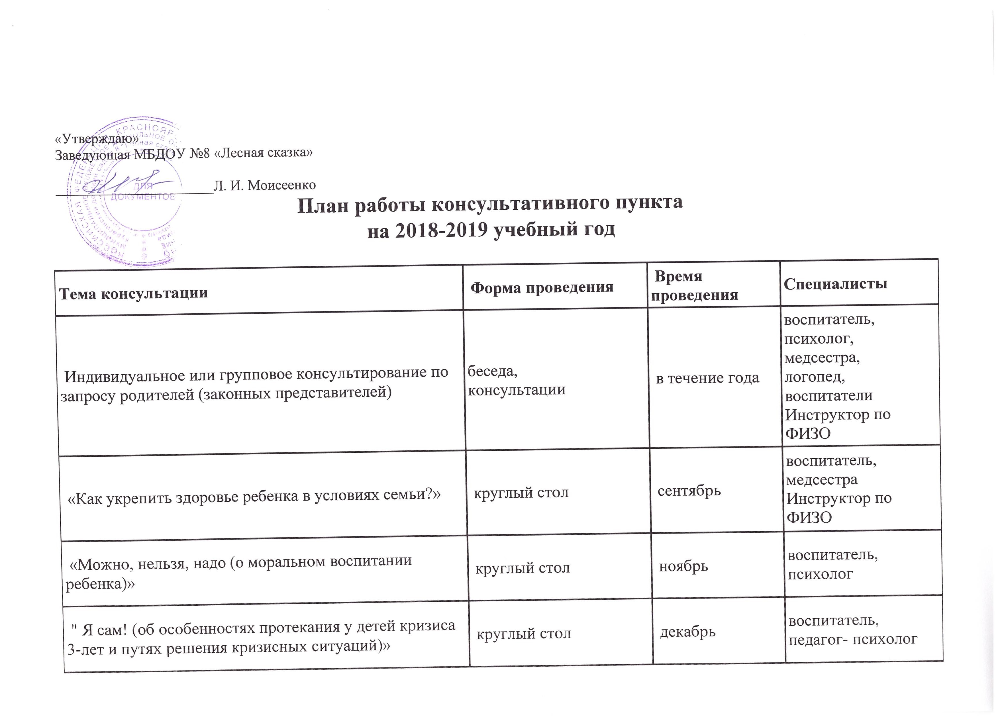 «Утверждаю»
Заведующая МБДОУ №8 «Лесная сказка»
Л. И. Моисеенко
ДЛЯ
ДОКУМЕНТОВ
План работы консультативного пункта
на 2018-2019 учебный год
Тема консультации
Форма проведения
Время
проведения
Специалисты
Индивидуальное или групповое консультирование по
запросу родителей (законных представителей)
беседа,
консультации
в течение года
воспитатель,
психолог,
медсестра,
логопед,
воспитатели
Инструктор по
ФИЗО
«Как укрепить здоровье ребенка в условиях семьи?»
круглый стол
сентябрь
воспитатель,
медсестра
Инструктор по
ФИЗО
«Можно, нельзя, надо (о моральном воспитании
ребенка)»
круглый стол
ноябрь
воспитатель,
психолог
" Я сам! (об особенностях протекания у детей кризиса
3-лет и путях решения кризисных ситуаций)»
круглый стол
декабрь
воспитатель,
педагог- психолог